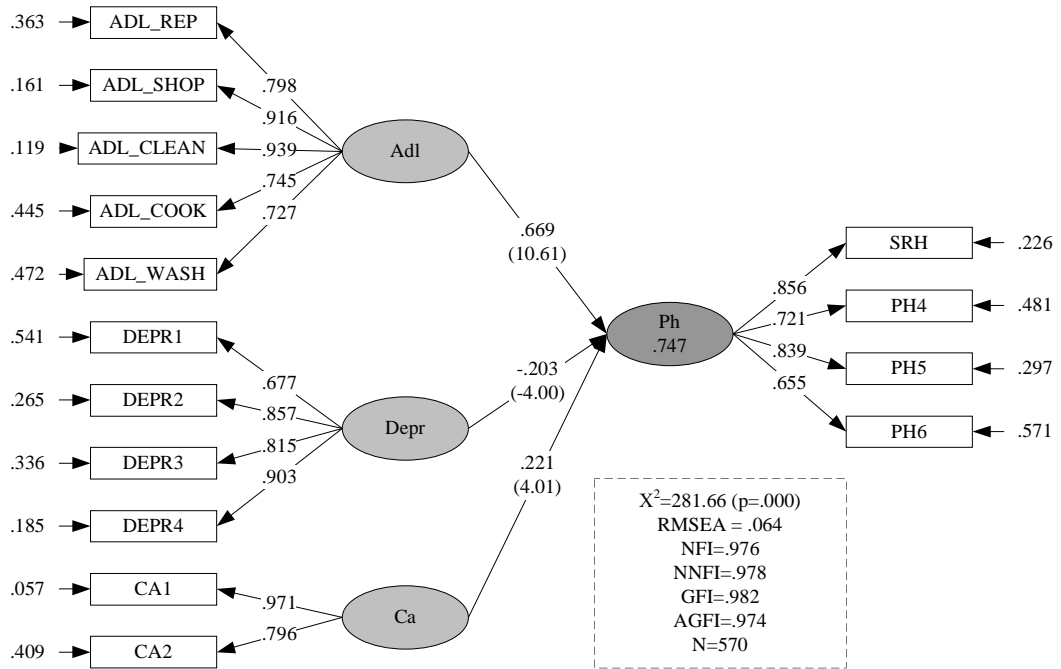 .363 ADL_REP
.161 ADL_SHOP
.119 ADL_CLEAN
.445 ADL_COOK
.472 ADL_WASH
.798
.916
.939
.745
.727
Adl
.541 DEPR1
.265 DEPR2
.336 DEPR3
.185 DEPR4
.677
.857
.815
.903
Depr
.057 CA1
.409 CA2
.971
.796
Ca
.669
(10.61)
-.203
(-4.00)
.221
(4.01)
Ph
.747
.856
.721
.839
.655
SRH .226
PH4 .481
PH5 .297
PH6 .571
X²=281.66 (p=.000)
RMSEA = .064
NFI=.976
NNFI=.978
GFI=.982
AGFI=.974
N=570